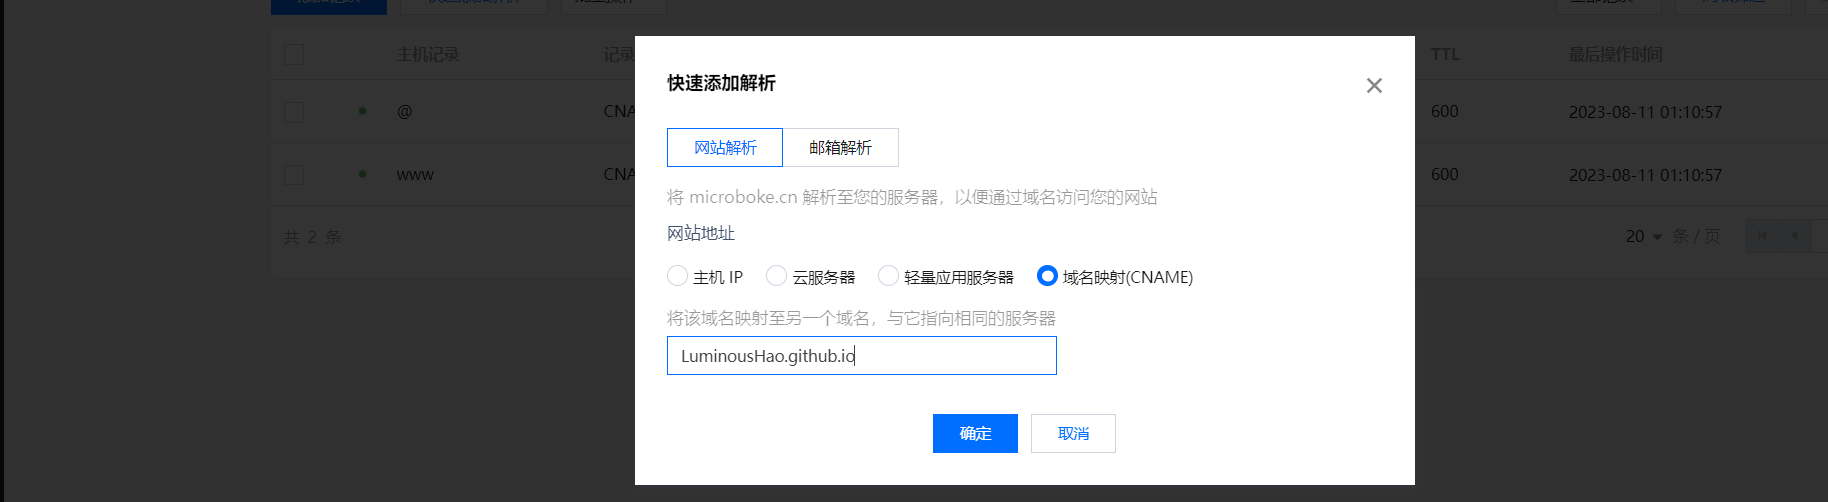 主机记录
记录
TTL
最后操作时间
@
CNA
600
2023-08-11 01:10:57
www
CNA
600
2023-08-11 01:10:57
共 2 条
20
条 / 页
快速添加解析
网站解析
邮箱解析
将 microboke.cn 解析至您的服务器，以便通过域名访问您的网站
网站地址
主机 IP
云服务器
轻量应用服务器
域名映射(CNAME)
将该域名映射至另一个域名，与它指向相同的服务器
LuminousHao.github.io
确定
取消